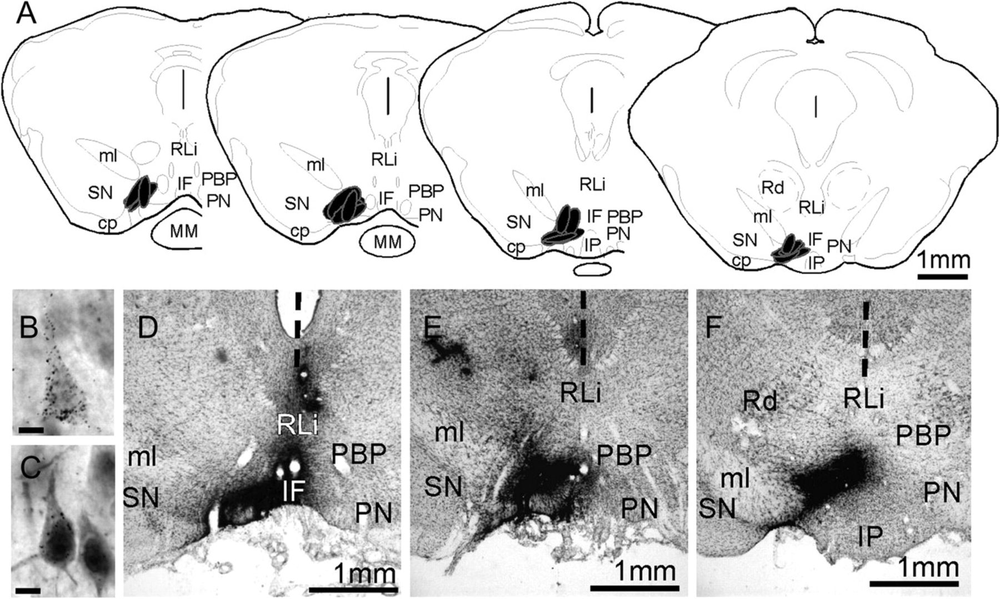 A
ml
RLi
SN
IF
PBP
PN
cp
MM
ml
RLi
SN
IF
PBP
PN
cp
MM
ml
RLi
SN
IF
PBP
PN
cp
IP
Rd
RLi
ml
SN
IF
PN
cp
IP
1mm
B
C
D
RLi
ml
PBP
SN
IF
PN
1mm
E
RLi
ml
PBP
SN
PN
1mm
F
Rd
RLi
PBP
ml
PN
SN
IP
1mm